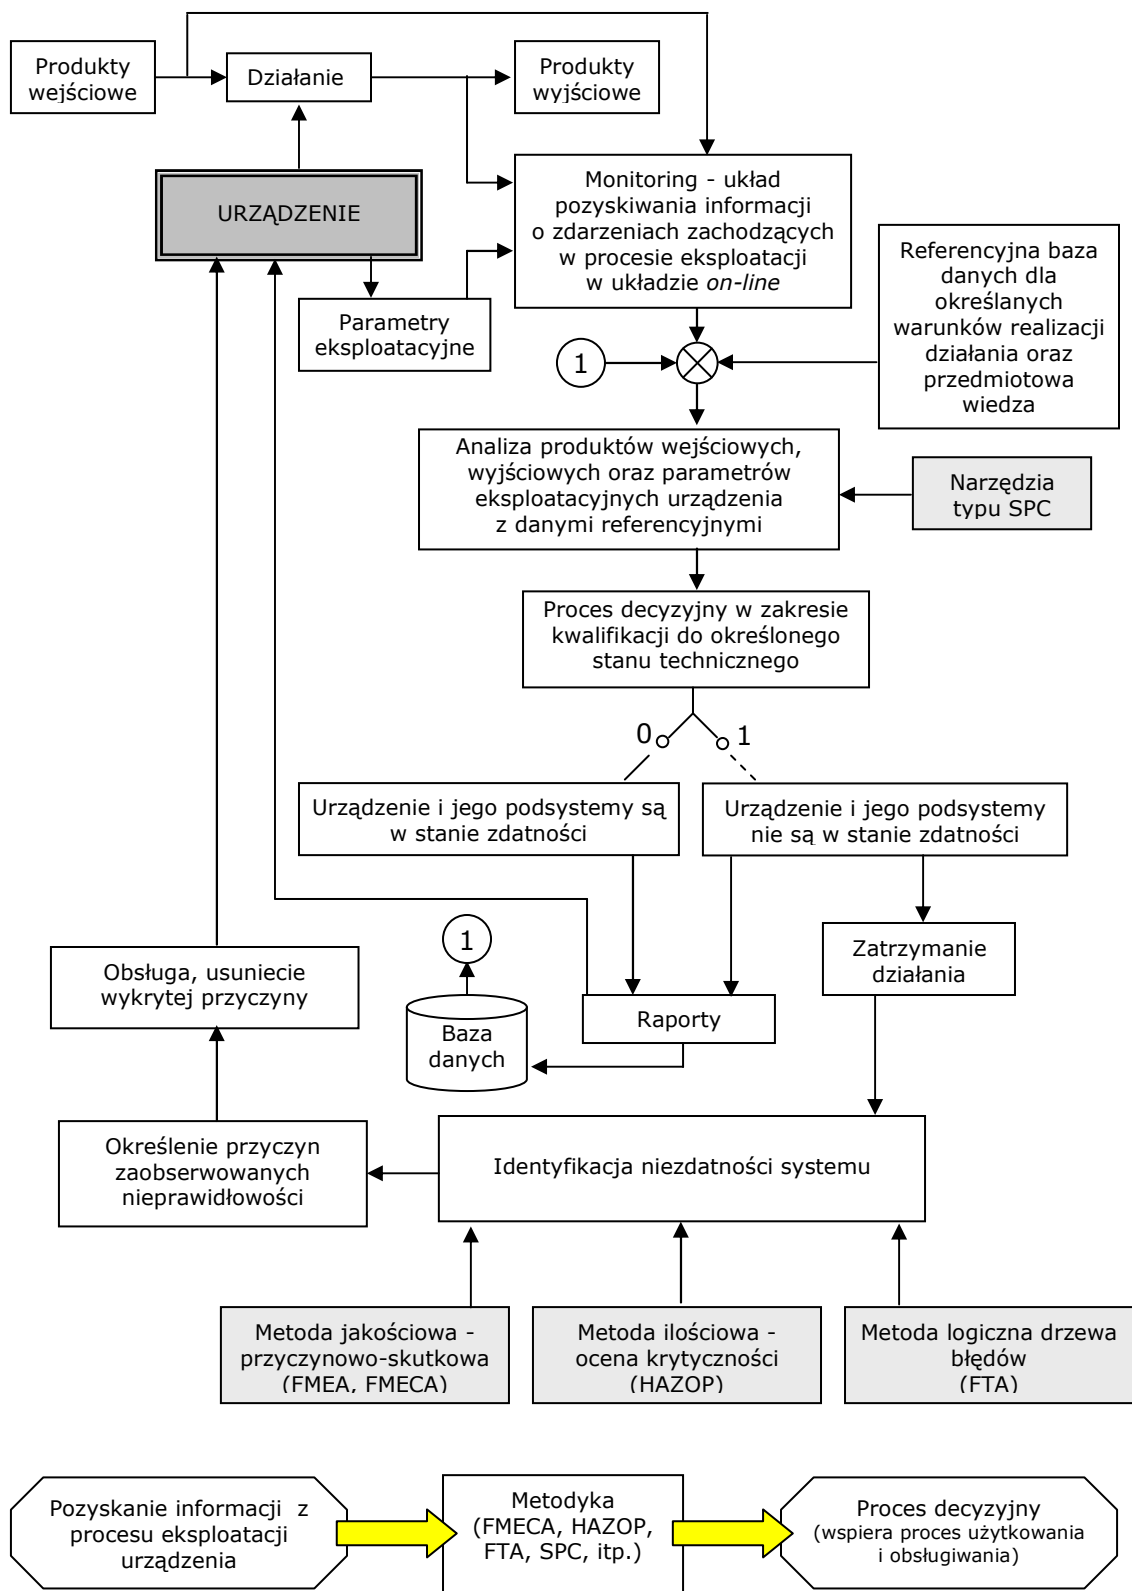 Produkty
wejściowe
Działanie
Produkty
wyjściowe
URZĄDZENIE
Monitoring - układ
pozyskiwania informacji
o zdarzeniach zachodzących
w procesie eksploatacji
w układzie on-line
Parametry
eksploatacyjne
Referencyjna baza
danych dla
określanych
warunków realizacji
działania oraz
przedmiotowa
wiedza
1
Analiza produktów wejściowych,
wyjściowych oraz parametrów
eksploatacyjnych urządzenia
z danymi referencyjnymi
Narzędzia
typu SPC
Proces decyzyjny w zakresie
kwalifikacji do określonego
stanu technicznego
0
1
Urządzenie i jego podsystemy są
w stanie zdatności
Urządzenie i jego podsystemy
nie są w stanie zdatności
1
Zatrzymanie
działania
Obsługa, usuniecie
wykrytej przyczyny
Baza
danych
Raporty
Określenie przyczyn
zaobserwowanych
nieprawidłowości
Identyfikacja niezdatności systemu
Metoda jakościowa -
przyczynowo-skutkowa
(FMEA, FMECA)
Metoda ilościowa -
ocena krytyczności
(HAZOP)
Metoda logiczna drzewa
błędów
(FTA)
Pozyskanie informacji z
procesu eksploatacji
urządzenia
Metodyka
(FMECA, HAZOP,
FTA, SPC, itp.)
Proces decyzyjny
(wspiera proces użytkowania
i obsługiwania)